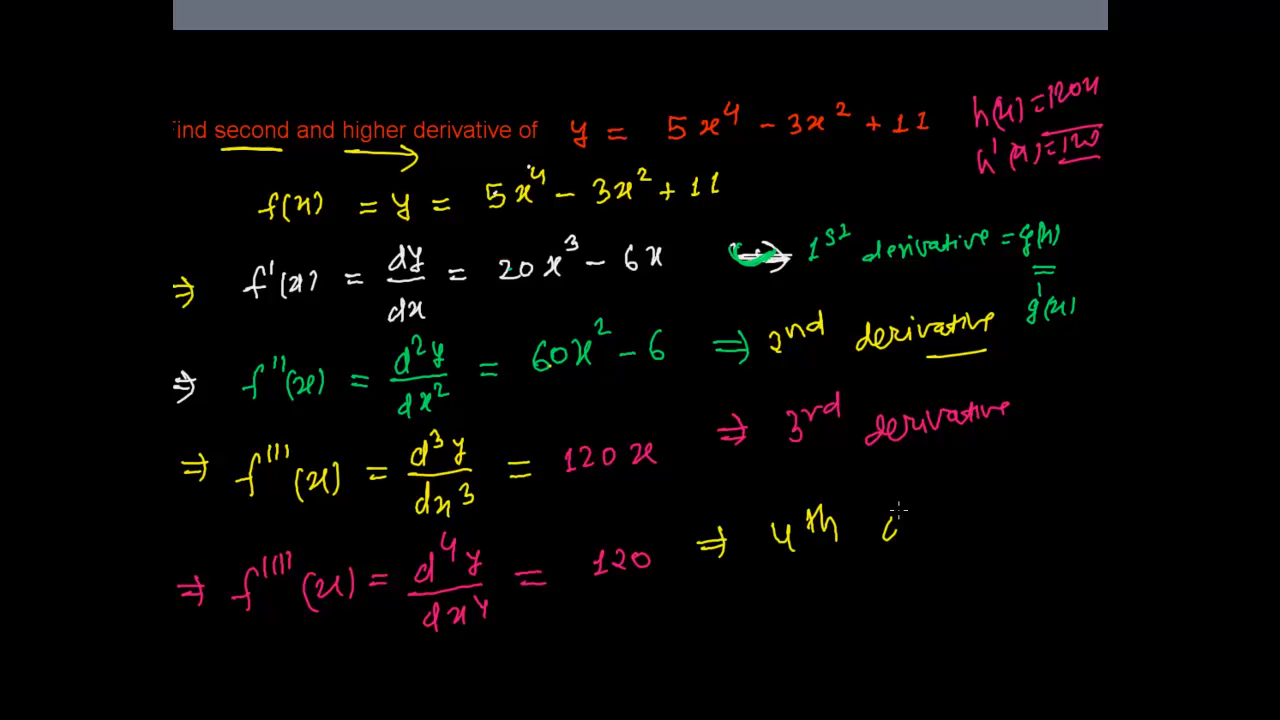 ind second and higher derivative of y = 5x⁴ - 3x² + 11
h(x) = 120x
h'(x) = 120
f(x) = y = 5x⁴ - 3x² + 11
⇒ f'(x) = dy/dx = 20x³ - 6x ⇒ 1st derivative = g(x)
g'(x)
⇒ f''(x) = d²y/dx² = 60x² - 6 ⇒ 2nd derivative
⇒ f'''(x) = d³y/dx³ = 120x ⇒ 3rd derivative
⇒ f''''(x) = d⁴y/dx⁴ = 120 ⇒ 4th